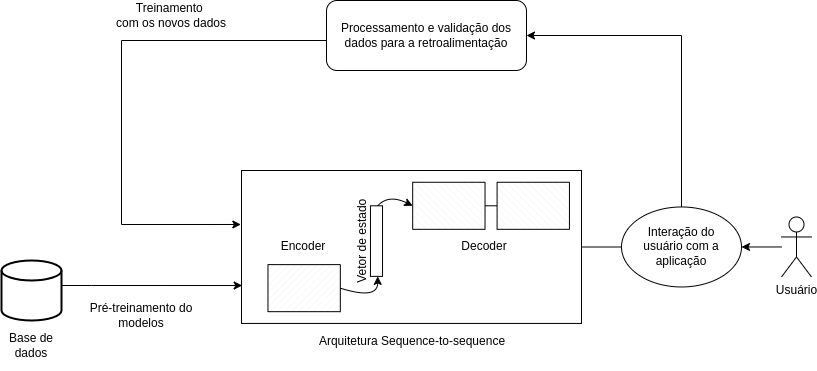 Treinamento
com os novos dados
Processamento e validação dos
dados para a retroalimentação
Encoder
Vetor de estado
Decoder
Interação do
usuário com a
aplicação
Usuário
Pré-treinamento do
modelos
Base de
dados
Arquitetura Sequence-to-sequence